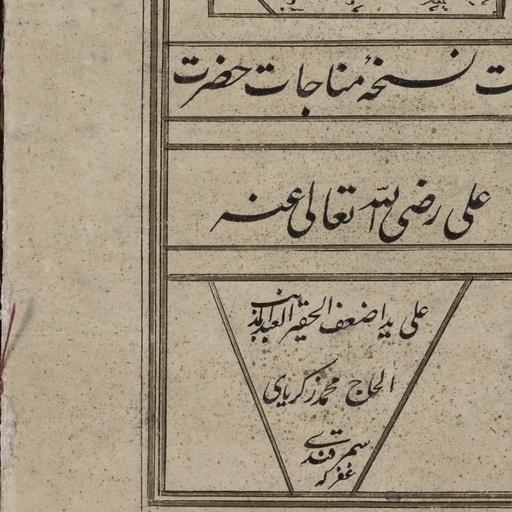 ت نسخهٔ مناجات حضرت
علی رضی الله تعالی عنه
علی ید اضعف الحقیر العبد المذنب
الحاج محمد زکریای
سمرقندی
غفر له